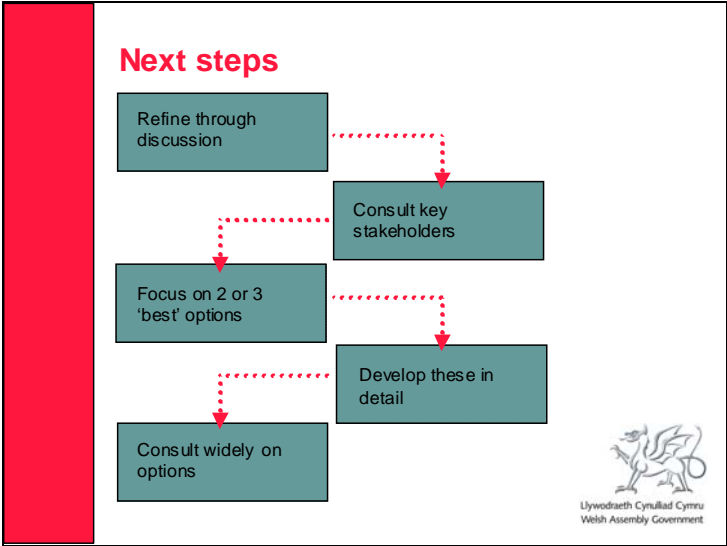 Next steps
Refine through
discussion
Consult key
stakeholders
Focus on 2 or 3
‘best’ options
Develop these in
detail
Consult widely on
options
Llywodraeth Cynulliad Cymru
Welsh Assembly Government